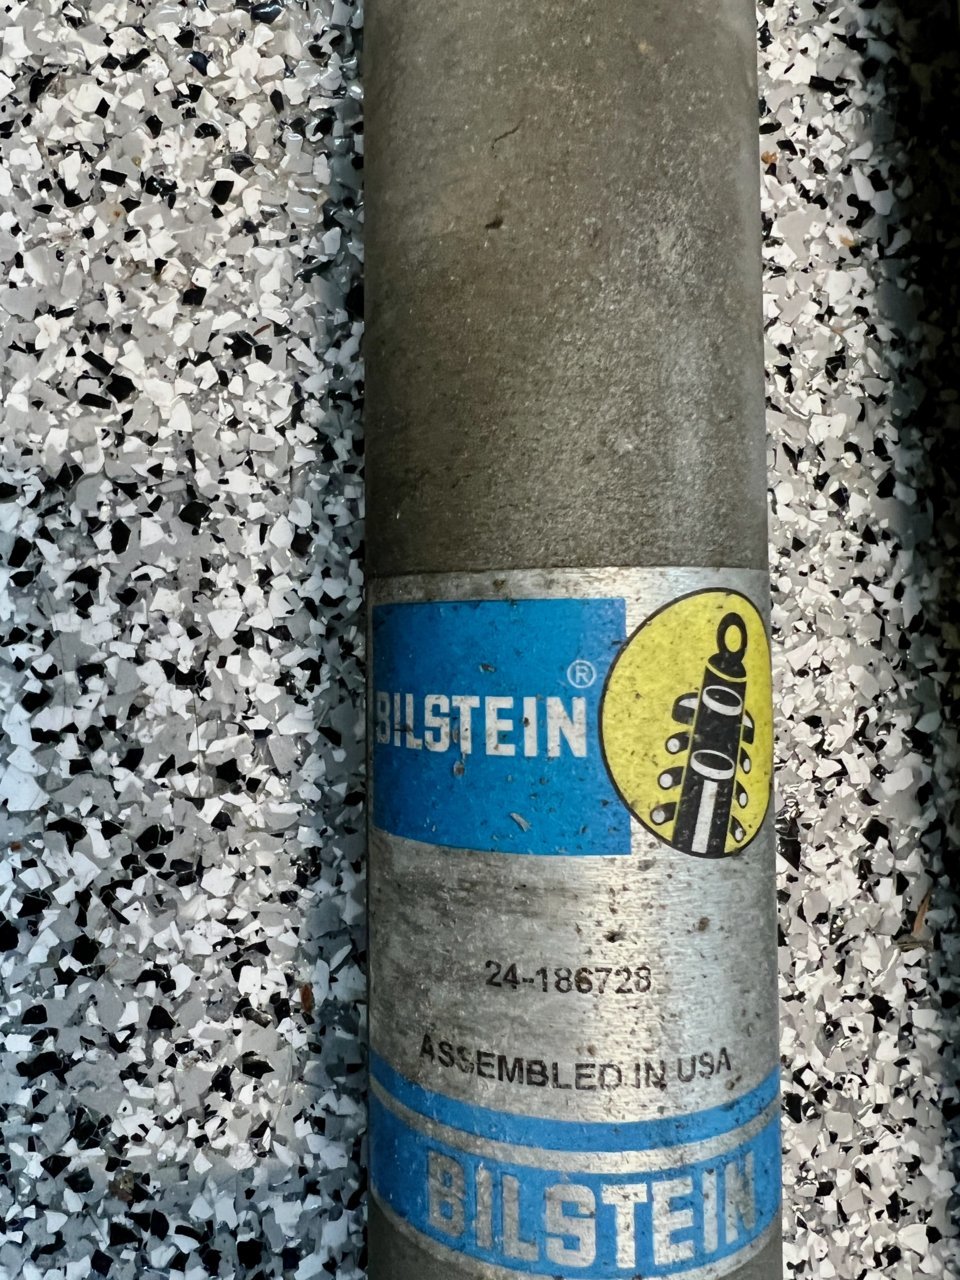 BILSTEIN®
24-186728
ASSEMBLED IN USA
BILSTEIN